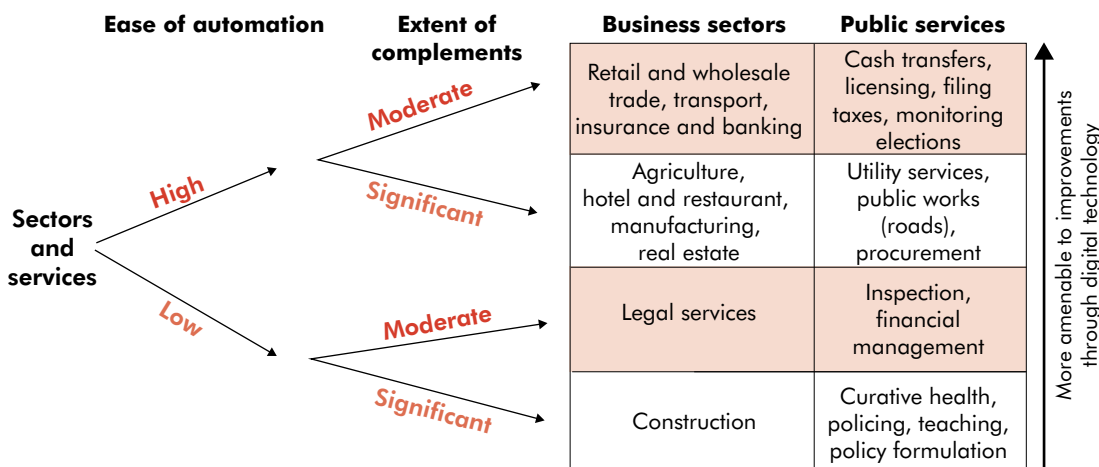 Ease of automation
Extent of
complements
Business sectors
Public services
Sectors
and
services
High
Low
Moderate
Significant
Moderate
Significant
Retail and wholesale
trade, transport,
insurance and banking
Cash transfers,
licensing, filing
taxes, monitoring
elections
Agriculture,
hotel and restaurant,
manufacturing,
real estate
Utility services,
public works
(roads),
procurement
Legal services
Inspection,
financial
management
Construction
Curative health,
policing, teaching,
policy formulation
More amenable to improvements
through digital technology